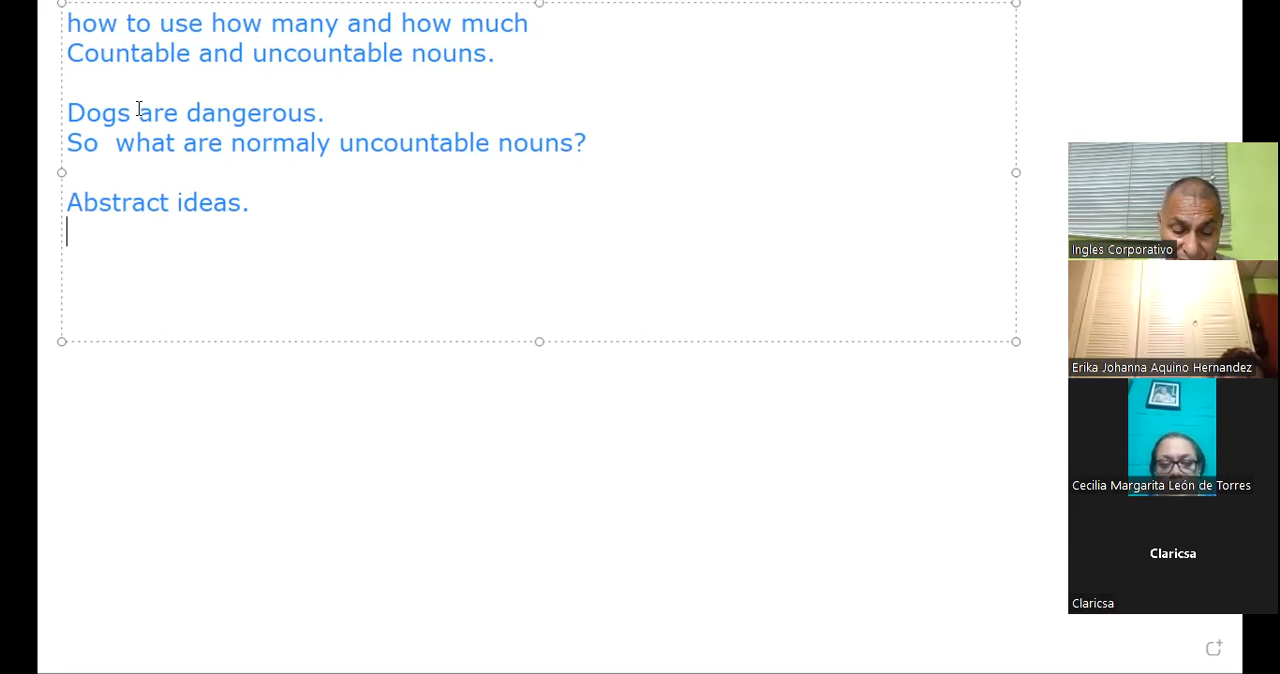 how to use how many and how much
Countable and uncountable nouns.
Dogs are dangerous.
So  what are normaly uncountable nouns?
Abstract ideas.
Ingles Corporativo
Erika Johanna Aquino Hernandez
Cecilia Margarita León de Torres
Claricsa
Claricsa